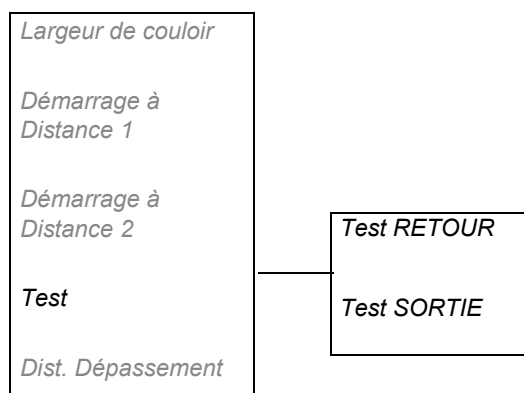 Largeur de couloir
Démarrage à
Distance 1
Démarrage à
Distance 2
Test
Dist. Dépassement
Test RETOUR
Test SORTIE